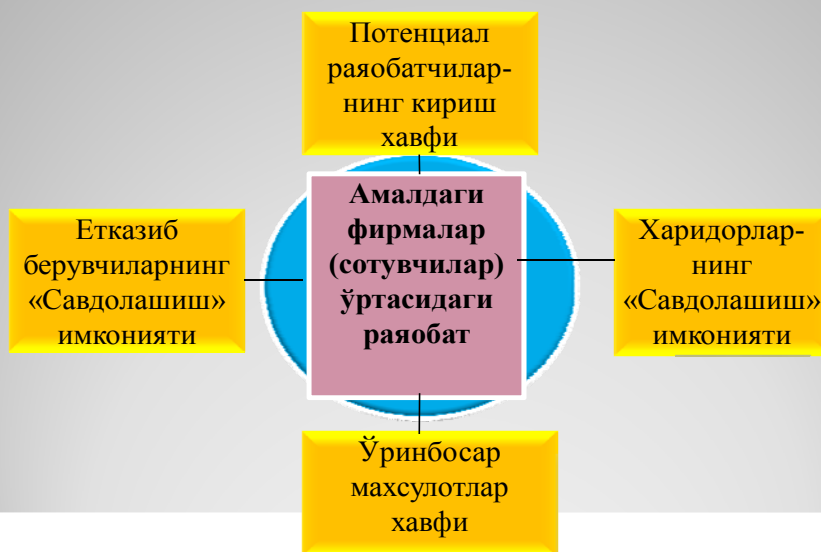 Потенциал
раяобатчилар-
нинг кириш
хавфи
Амалдаги
фирмалар
(сотувчилар)
ўртасидаги
раяобат
Етказиб
берувчиларнинг
«Савдолашиш»
имконияти
Харидорлар-
нинг
«Савдолашиш»
имконияти
Ўринбосар
махсулотлар
хавфи